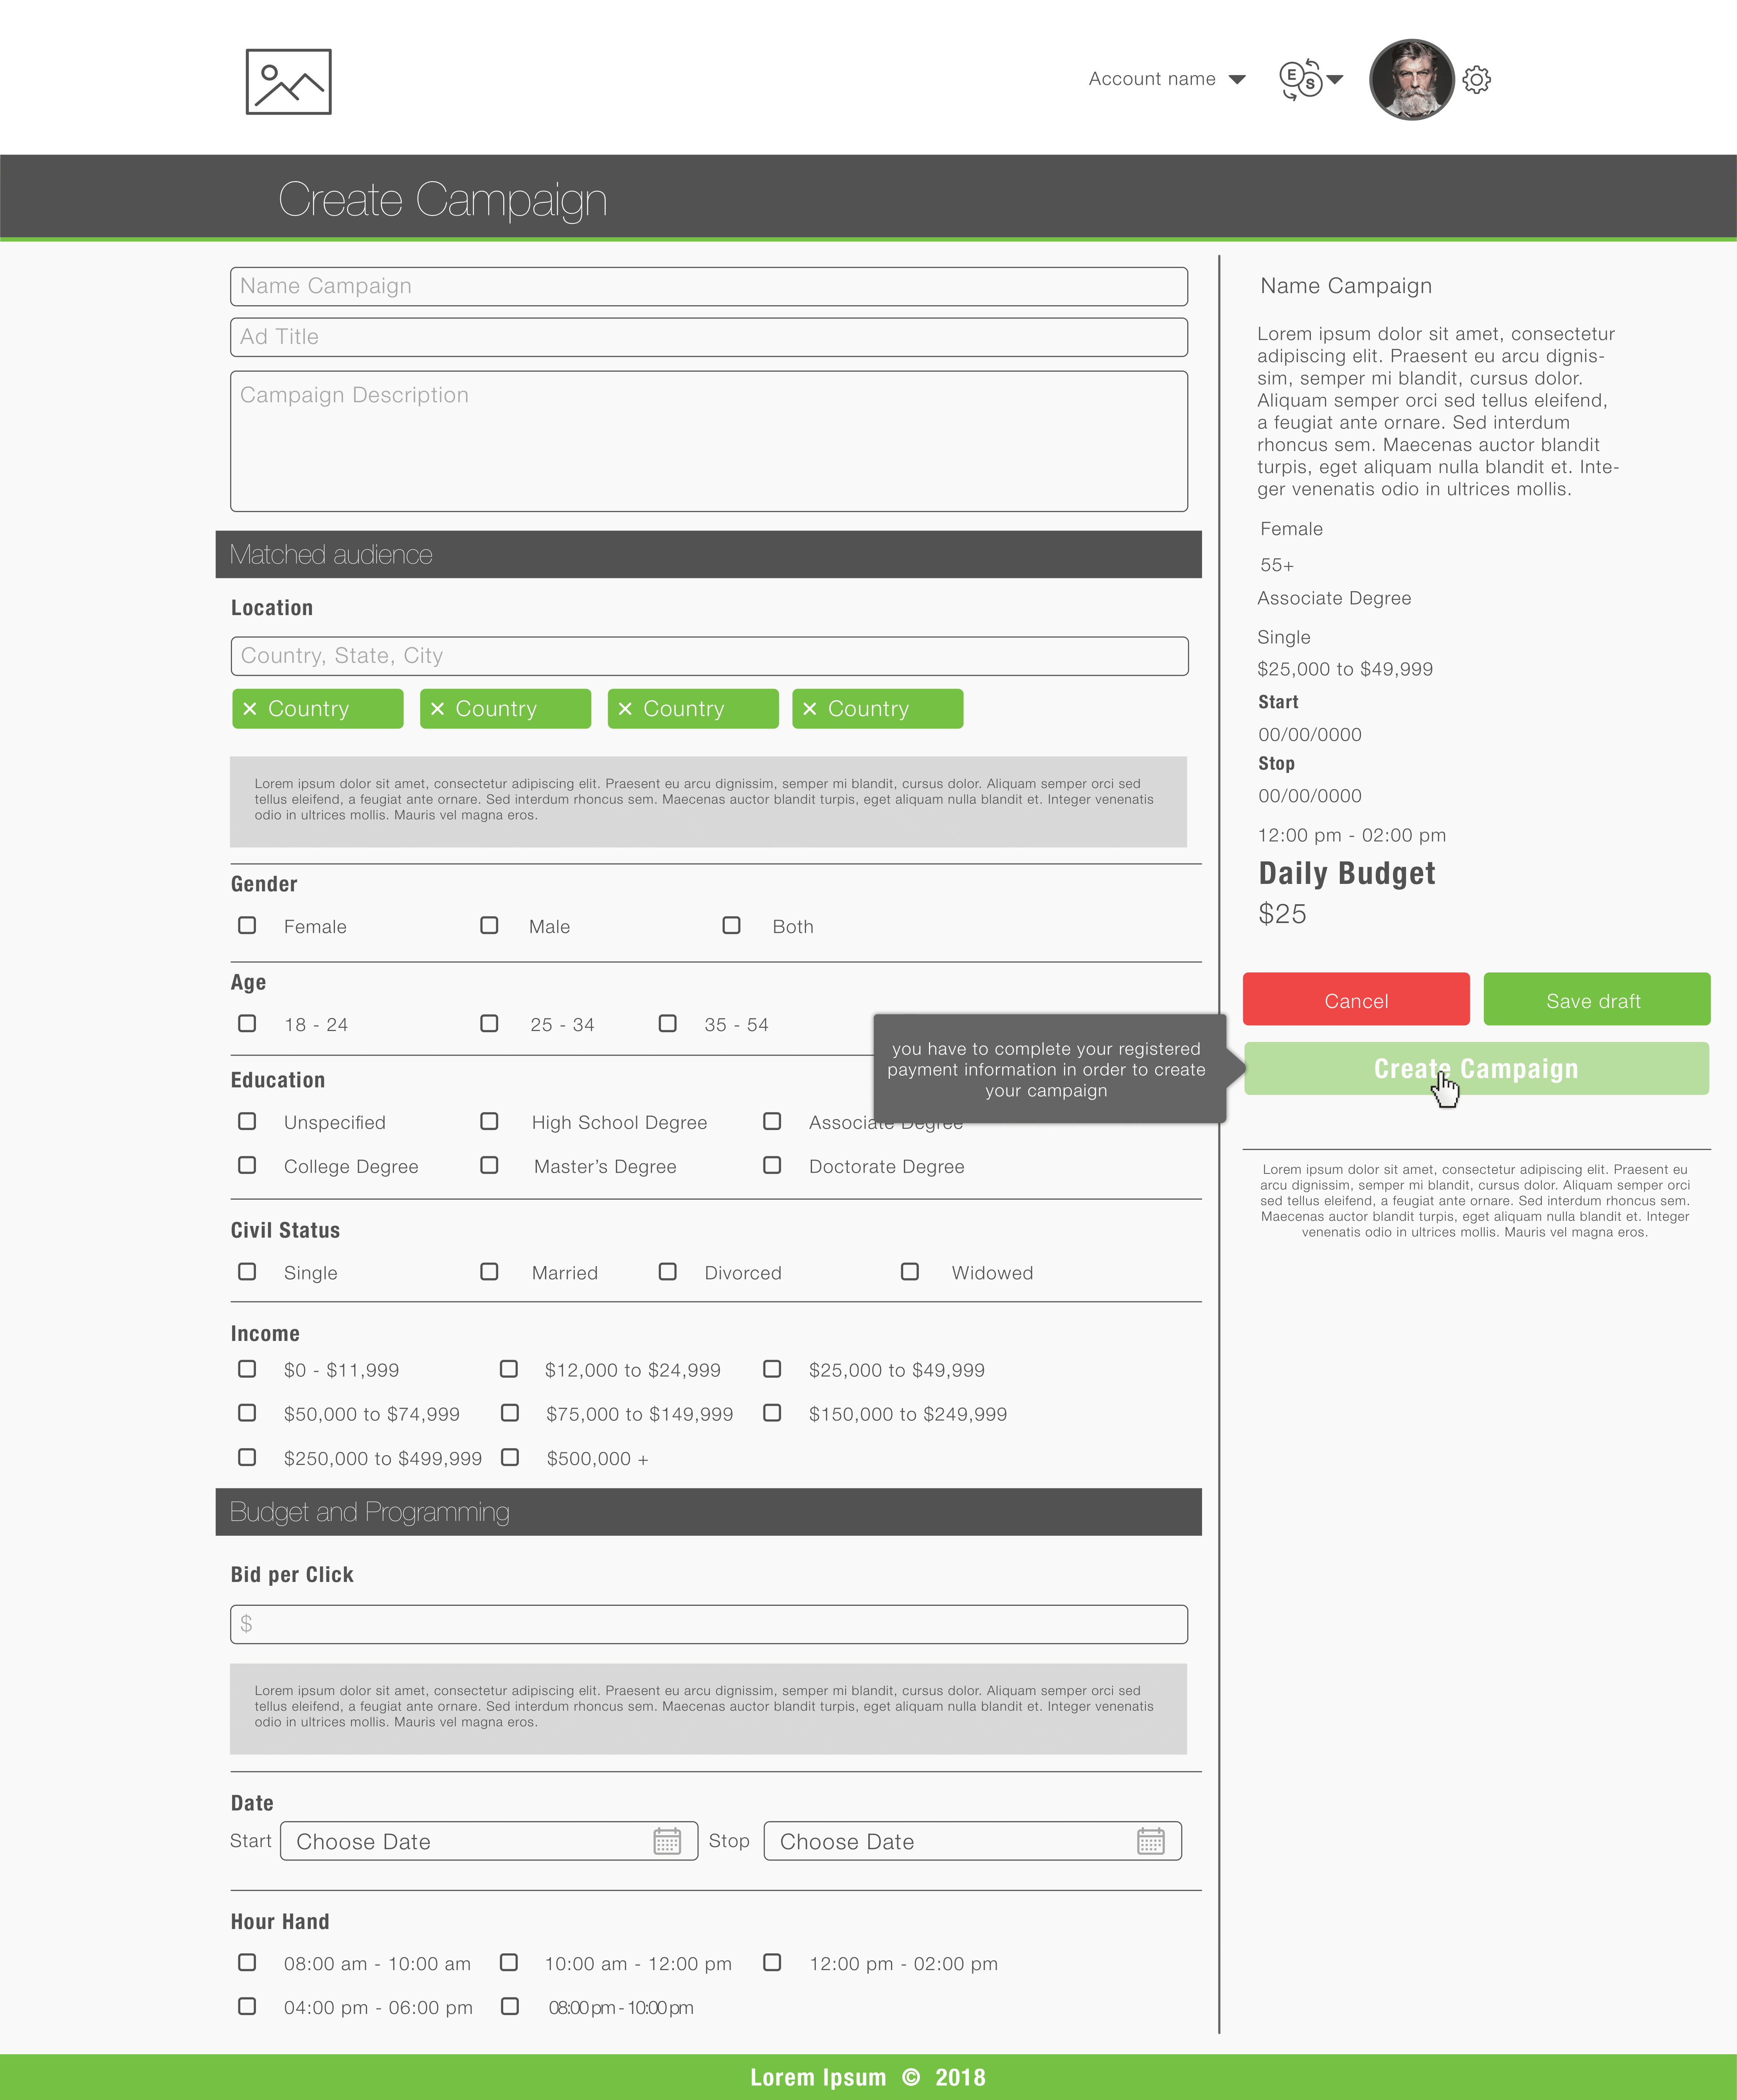 Account name
E
S
Create Campaign
Name Campaign
Ad Title
Campaign Description
Matched audience
Location
Country, State, City
× Country
× Country
× Country
× Country
Lorem ipsum dolor sit amet, consectetur adipiscing elit. Praesent eu arcu dignissim, semper mi blandit, cursus dolor. Aliquam semper orci sed
tellus eleifend, a feugiat ante ornare. Sed interdum rhoncus sem. Maecenas auctor blandit turpis, eget aliquam nulla blandit et. Integer venenatis
odio in ultrices mollis. Mauris vel magna eros.
Gender
Female
Male
Both
Age
18 - 24
25 - 34
35 - 54
Education
Unspecified
High School Degree
Associate Degree
College Degree
Master's Degree
Doctorate Degree
Civil Status
Single
Married
Divorced
Widowed
Income
$0 - $11,999
$12,000 to $24,999
$25,000 to $49,999
$50,000 to $74,999
$75,000 to $149,999
$150,000 to $249,999
$250,000 to $499,999
$500,000 +
Budget and Programming
Bid per Click
$
Lorem ipsum dolor sit amet, consectetur adipiscing elit. Praesent eu arcu dignissim, semper mi blandit, cursus dolor. Aliquam semper orci sed
tellus eleifend, a feugiat ante ornare. Sed interdum rhoncus sem. Maecenas auctor blandit turpis, eget aliquam nulla blandit et. Integer venenatis
odio in ultrices mollis. Mauris vel magna eros.
Date
Start
Choose Date
Stop
Choose Date
Hour Hand
08:00 am - 10:00 am
10:00 am - 12:00 pm
12:00 pm - 02:00 pm
04:00 pm - 06:00 pm
08:00 pm - 10:00 pm
Name Campaign
Lorem ipsum dolor sit amet, consectetur
adipiscing elit. Praesent eu arcu dignis-
sim, semper mi blandit, cursus dolor.
Aliquam semper orci sed tellus eleifend,
a feugiat ante ornare. Sed interdum
rhoncus sem. Maecenas auctor blandit
turpis, eget aliquam nulla blandit et. Inte-
ger venenatis odio in ultrices mollis.
Female
55+
Associate Degree
Single
$25,000 to $49,999
Start
00/00/0000
Stop
00/00/0000
12:00 pm - 02:00 pm
Daily Budget
$25
Cancel
Save draft
you have to complete your registered
payment information in order to create
your campaign
Create Campaign
Lorem ipsum dolor sit amet, consectetur adipiscing elit. Praesent eu
arcu dignissim, semper mi blandit, cursus dolor. Aliquam semper orci
sed tellus eleifend, a feugiat ante ornare. Sed interdum rhoncus sem.
Maecenas auctor blandit turpis, eget aliquam nulla blandit et. Integer
venenatis odio in ultrices mollis. Mauris vel magna eros.
Lorem Ipsum © 2018